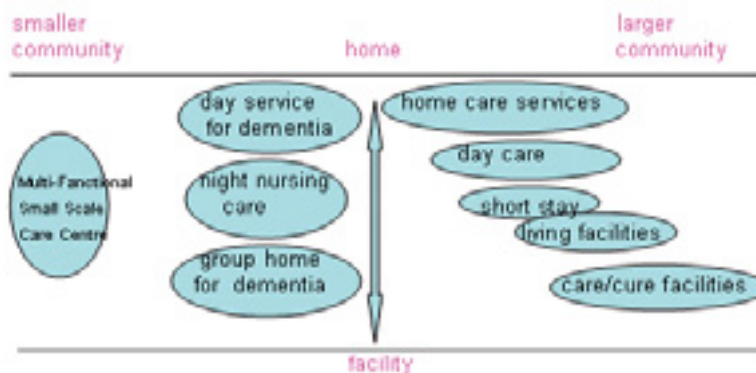 smaller
community
home
larger
community
day service
for dementia
home care services
day care
Multi-Fanctional
Small Scale
Care Centre
night nursing
care
short stay
living facilities
group home
for dementia
care/cure facilities
facility